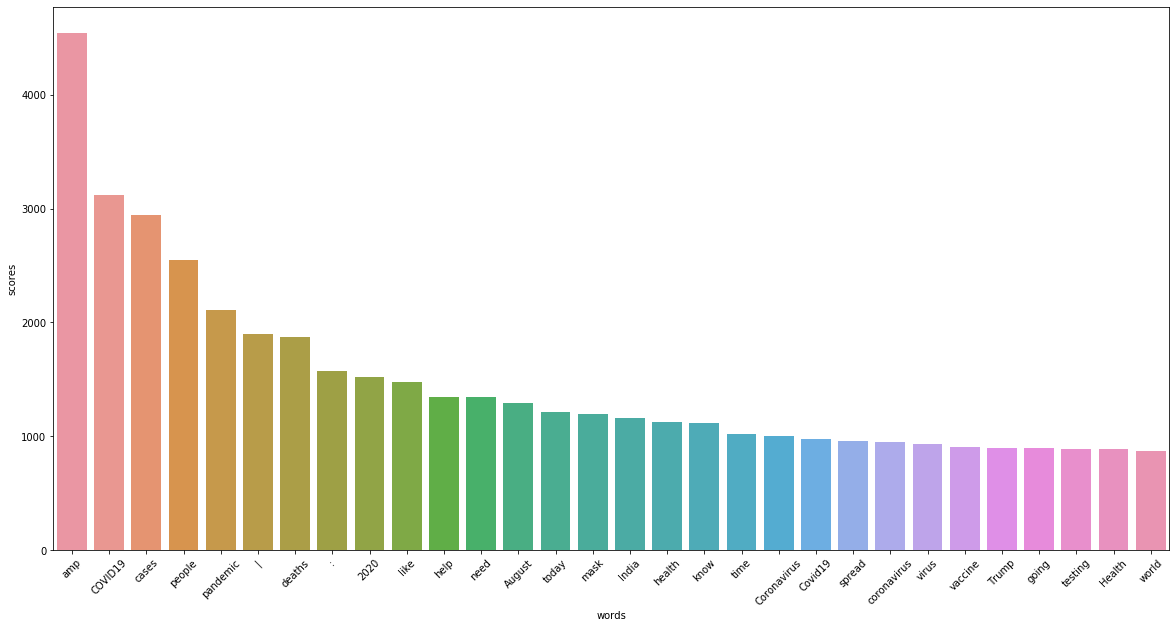 4000
3000
2000
1000
0
scores
amp
COVID19
cases
people
pandemic
|
deaths
:
2020
like
help
need
August
today
mask
India
health
know
time
Coronavirus
Covid19
spread
coronavirus
virus
vaccine
Trump
going
testing
Health
world
words